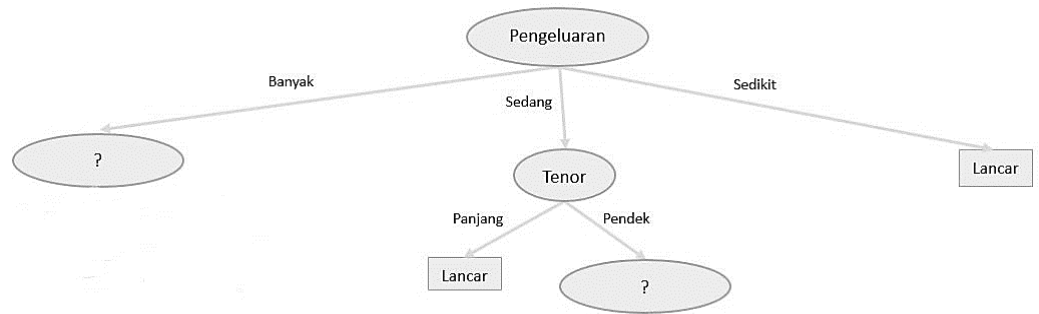 Pengeluaran
Banyak
Sedang
Sedikit
?
Tenor
Lancar
Panjang
Pendek
Lancar
?